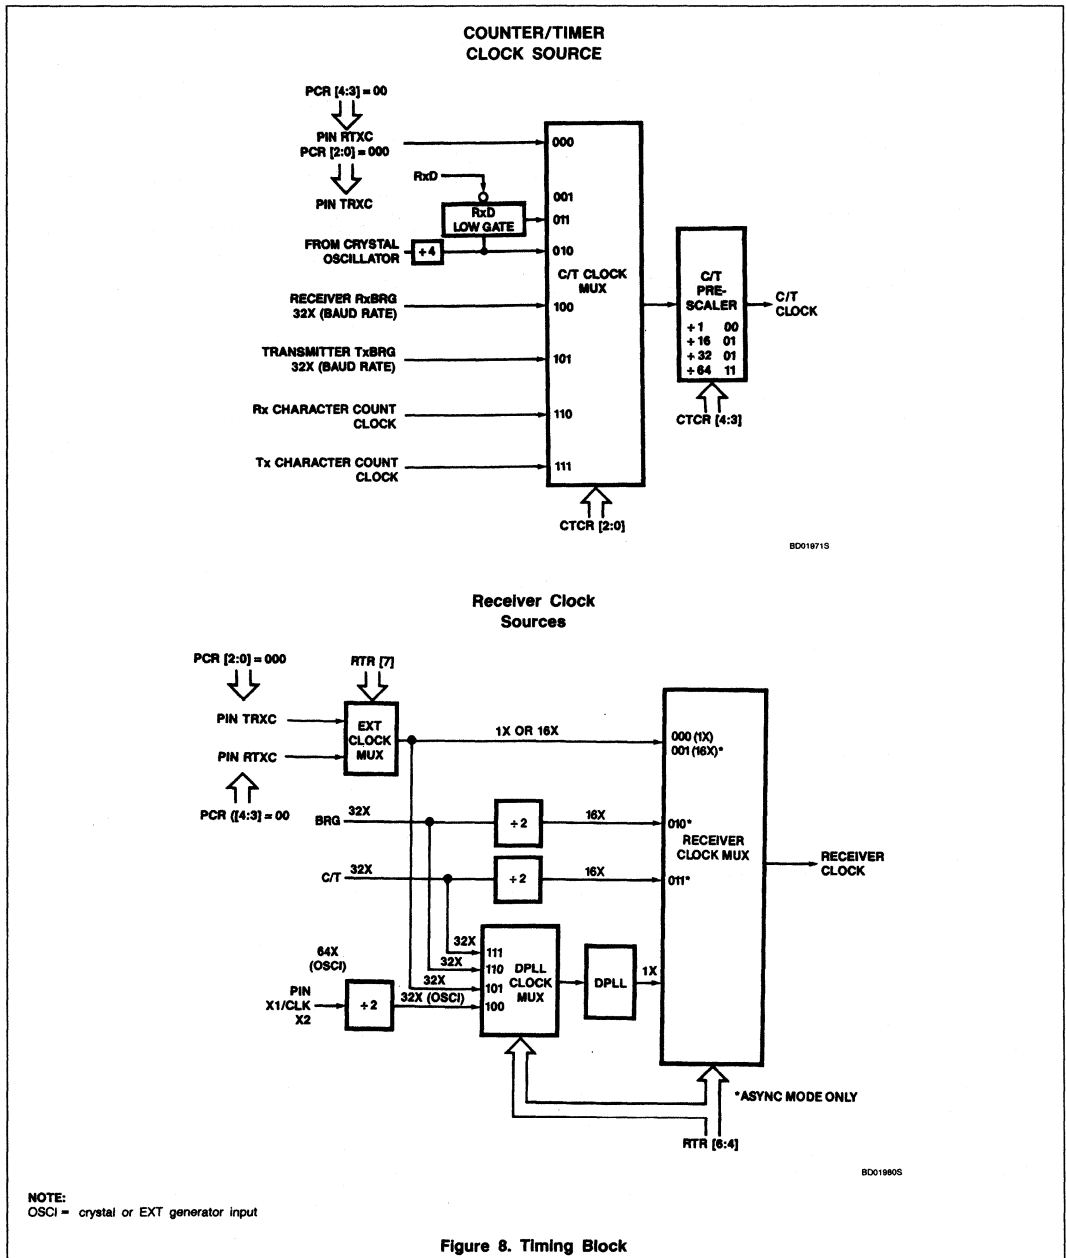 COUNTER/TIMER
CLOCK SOURCE
PCR [4:3] = 00
PIN RTXC
PCR [2:0] = 000
PIN TRXC
RxD
RxD
LOW GATE
FROM CRYSTAL
OSCILLATOR
÷4
RECEIVER RxBRG
32X (BAUD RATE)
TRANSMITTER TxBRG
32X (BAUD RATE)
Rx CHARACTER COUNT
CLOCK
Tx CHARACTER COUNT
CLOCK
000
001
011
010
C/T CLOCK
MUX
100
101
110
111
CTCR [2:0]
C/T
PRE-
SCALER
÷1 00
÷16 01
÷32 01
÷64 11
C/T
CLOCK
CTCR [4:3]
BD01971S
Receiver Clock
Sources
PCR [2:0] = 000
RTR [7]
PIN TRXC
PIN RTXC
EXT
CLOCK
MUX
PCR ([4:3] = 00
1X OR 16X
000 (1X)
001 (16X)*
BRG
32X
÷2
16X
010*
RECEIVER
CLOCK MUX
RECEIVER
CLOCK
C/T
32X
÷2
16X
011*
32X
111
32X
110
32X
101
32X (OSCI)
100
DPLL
CLOCK
MUX
DPLL
1X
64X
(OSCI)
PIN
X1/CLK
X2
÷2
*ASYNC MODE ONLY
RTR [6:4]
BD01980S
NOTE:
OSCI = crystal or EXT generator input
Figure 8. Timing Block